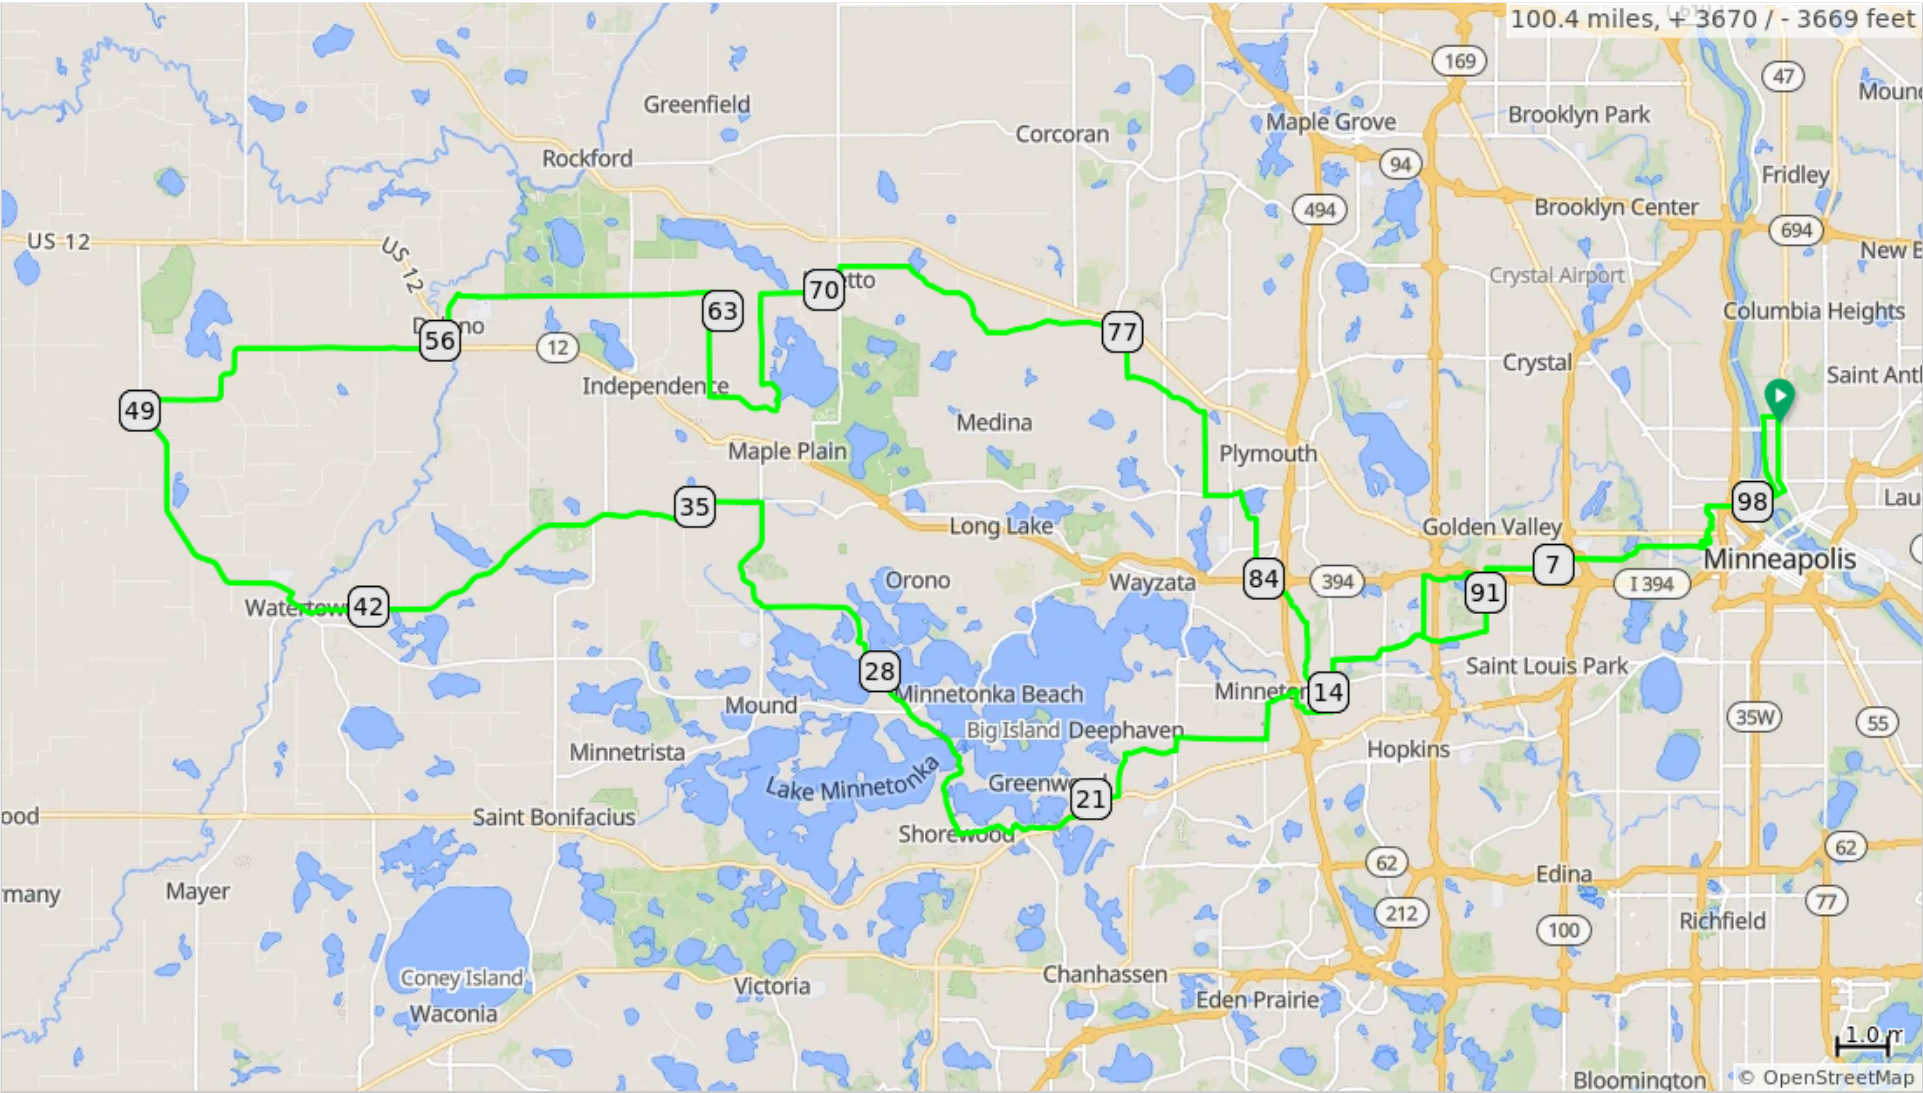 100.4 miles, + 3670 / - 3669 feet
169
47
Greenfield
Brooklyn Park
Maple Grove
Corcoran
Rockford
94
Fridley
494
Brooklyn Center
694
US 12
US 12
Crystal Airport
70
63
Columbia Heights
77
56
12
Crystal
Independence
49
Medina
Maple Plain
Plymouth
35
98
Long Lake
Golden Valley
Minneapolis
7
Orono
Wayzata
84
394
I 394
91
42
Saint Louis Park
28
Minnetonka Beach
14
Mound
Big Island
Deephaven
35W
55
Minnetrista
Hopkins
Lake Minnetonka
21
Saint Bonifacius
Shorewood
62
62
Mayer
Edina
77
212
Richfield
100
Coney Island
Victoria
Chanhassen
Eden Prairie
Waconia
1.0 m
Bloomington
© OpenStreetMap